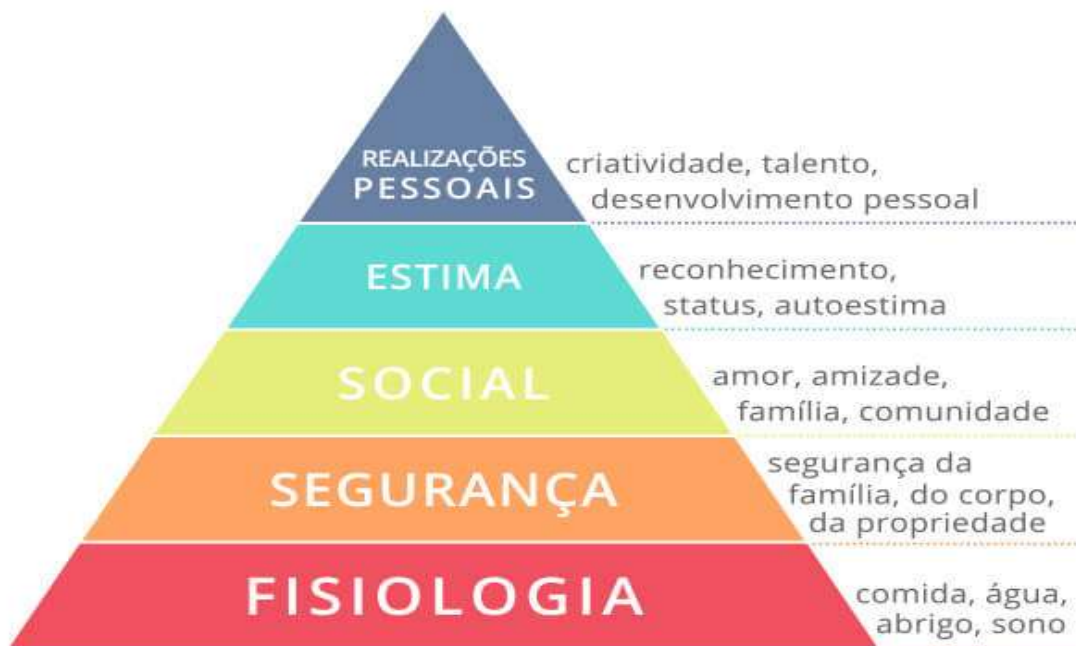 REALIZAÇÕES
PESSOAIS
criatividade, talento,
desenvolvimento pessoal
ESTIMA
reconhecimento,
status, autoestima
SOCIAL
amor, amizade,
família, comunidade
SEGURANÇA
segurança da
família, do corpo,
da propriedade
FISIOLOGIA
comida, água,
abrigo, sono